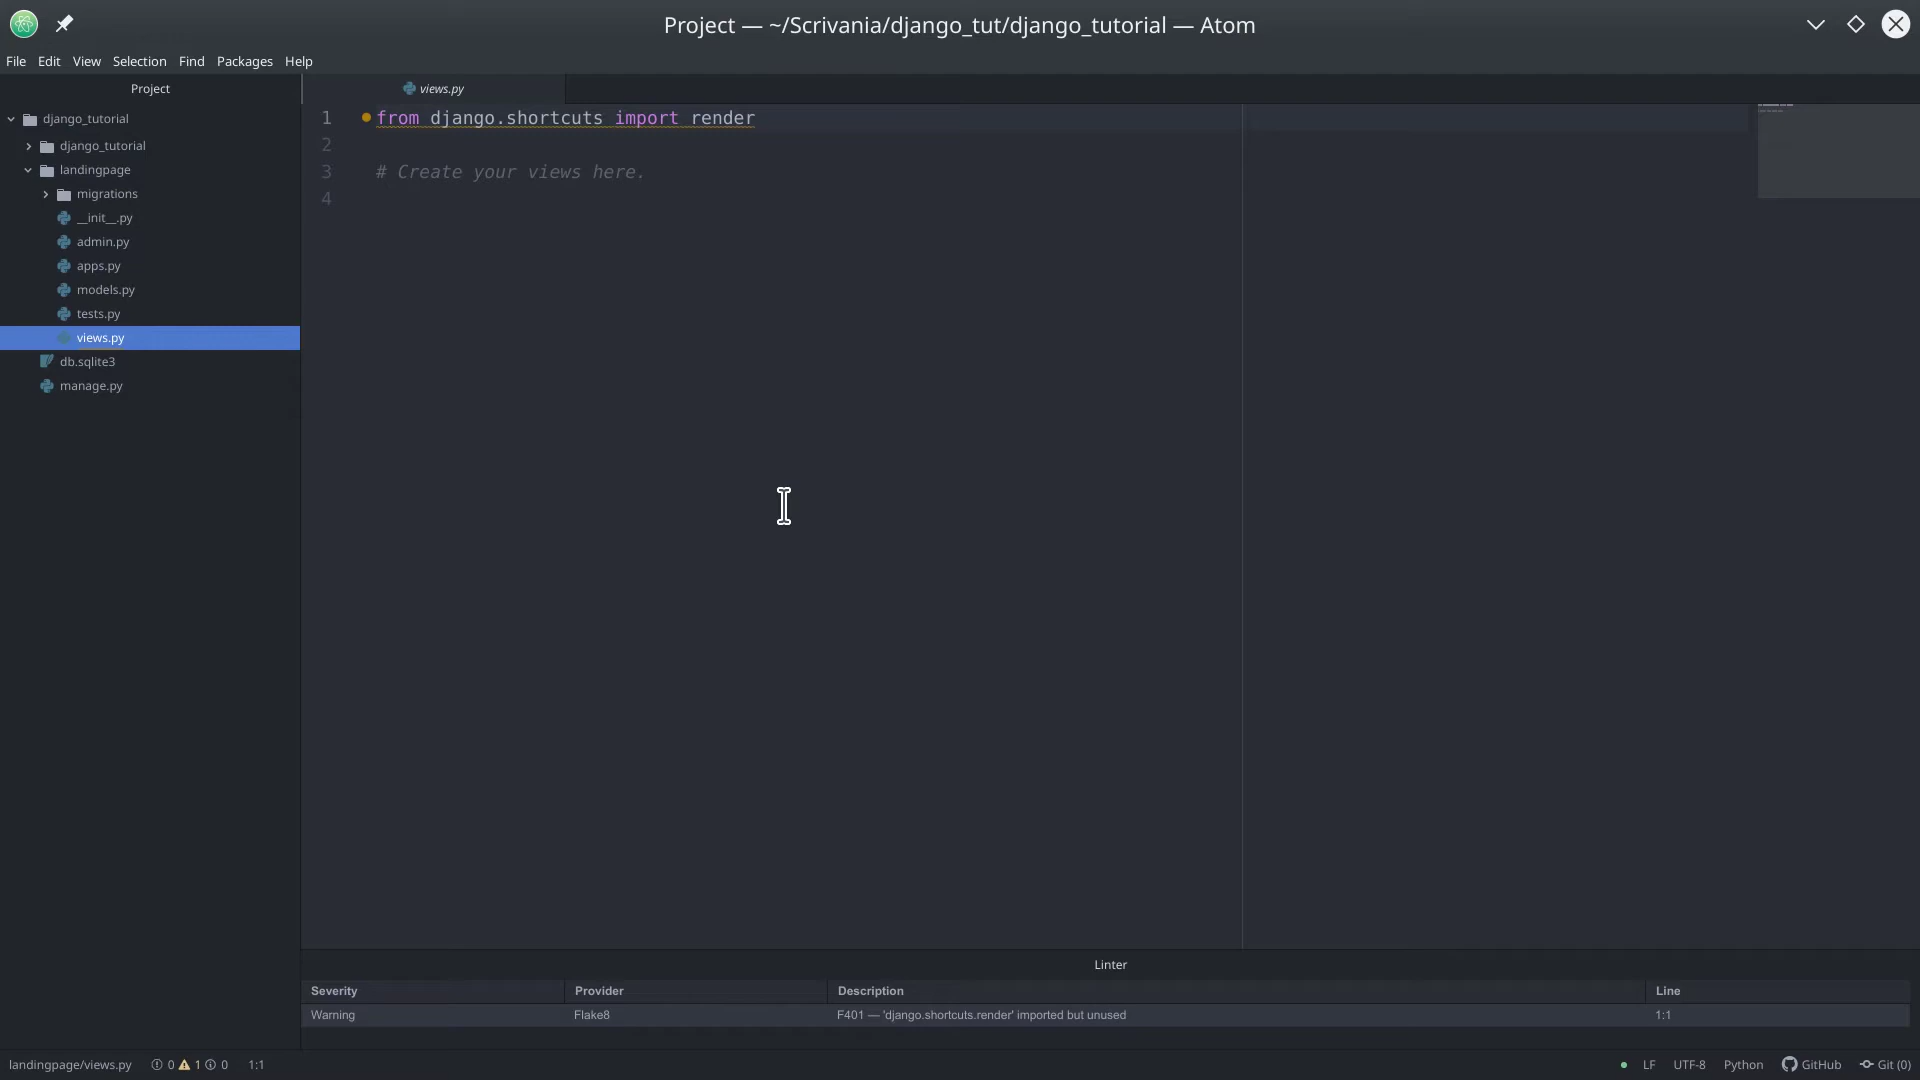 Project — ~/Scrivania/django_tut/django_tutorial — Atom
File Edit View Selection Find Packages Help
Project
django_tutorial
django_tutorial
landingpage
migrations
__init__.py
admin.py
apps.py
models.py
tests.py
views.py
db.sqlite3
manage.py
views.py
1 from django.shortcuts import render
2
3 # Create your views here.
4
Linter
Severity Provider Description Line
Warning Flake8 F401 — 'django.shortcuts.render' imported but unused 1:1
landingpage/views.py 0 1 0 1:1 LF UTF-8 Python GitHub Git (0)